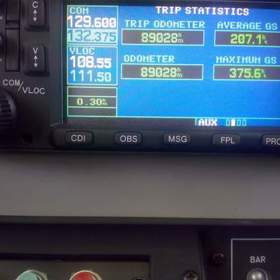 COM
129.600
132.375
VLOC
108.55
111.50
0.30
TRIP STATISTICS
TRIP ODOMETER
AVERAGE GS
89028
207.1
ODOMETER
MAXIMUM GS
89028
375.6
AUX
C
V
COM
/VLOC
CDI
OBS
MSG
FPL
PRO
BAR